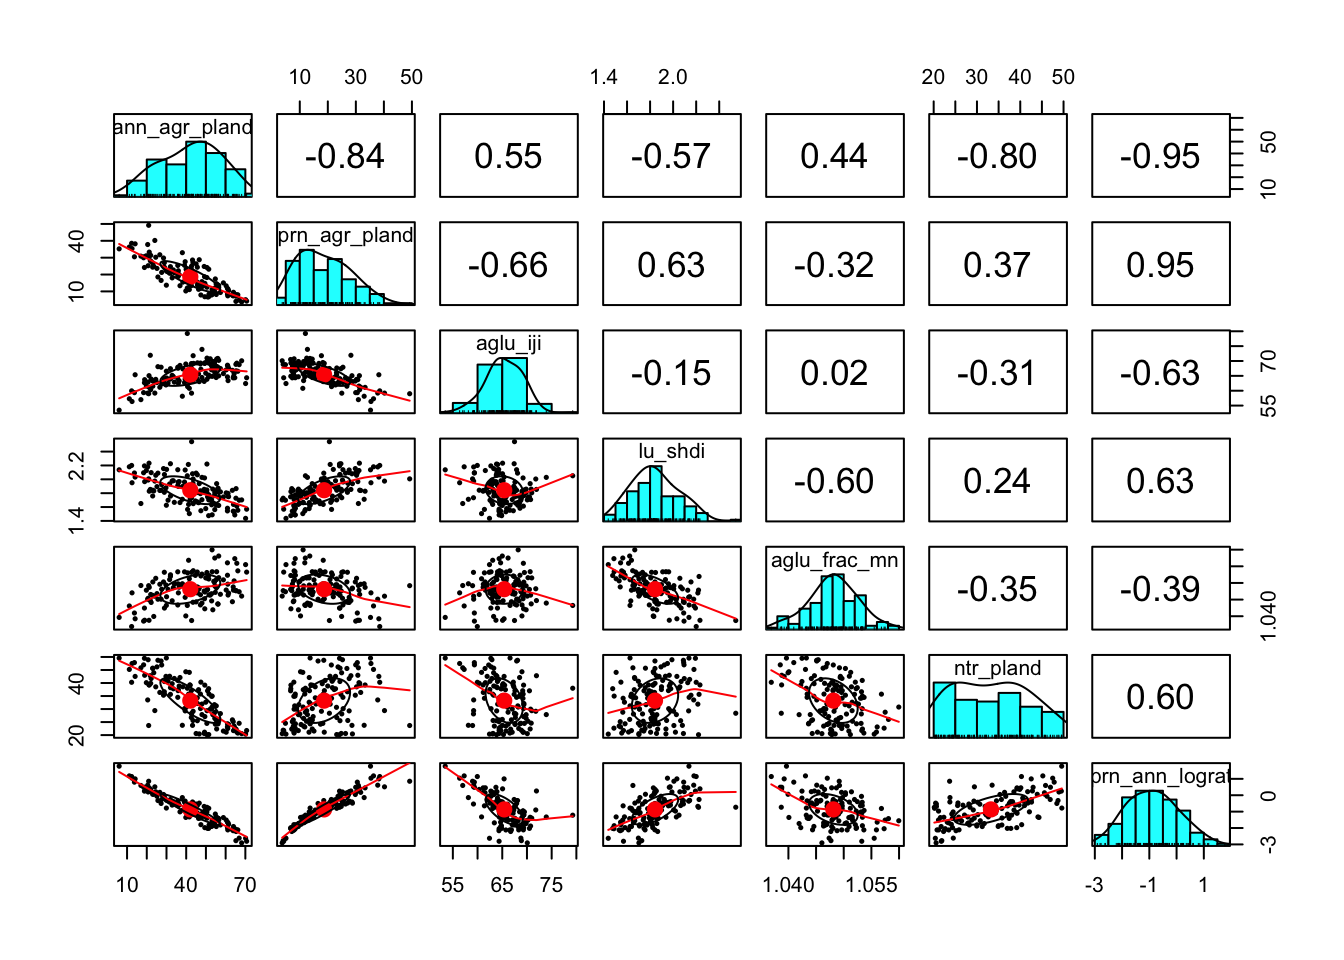 10 30 50 1.4 2.0 20 30 40 50
ann_agr_pland -0.84 0.55 -0.57 0.44 -0.80 -0.95 10 50
10 40 prn_agr_pland -0.66 0.63 -0.32 0.37 0.95
aglu_iji -0.15 0.02 -0.31 -0.63 55 70
1.4 2.2 lu_shdi -0.60 0.24 0.63
aglu_frac_mn -0.35 -0.39 1.040
20 40 ntr_pland 0.60
prn_ann_lograt -3 0
10 40 70 55 65 75 1.040 1.055 -3 -1 1